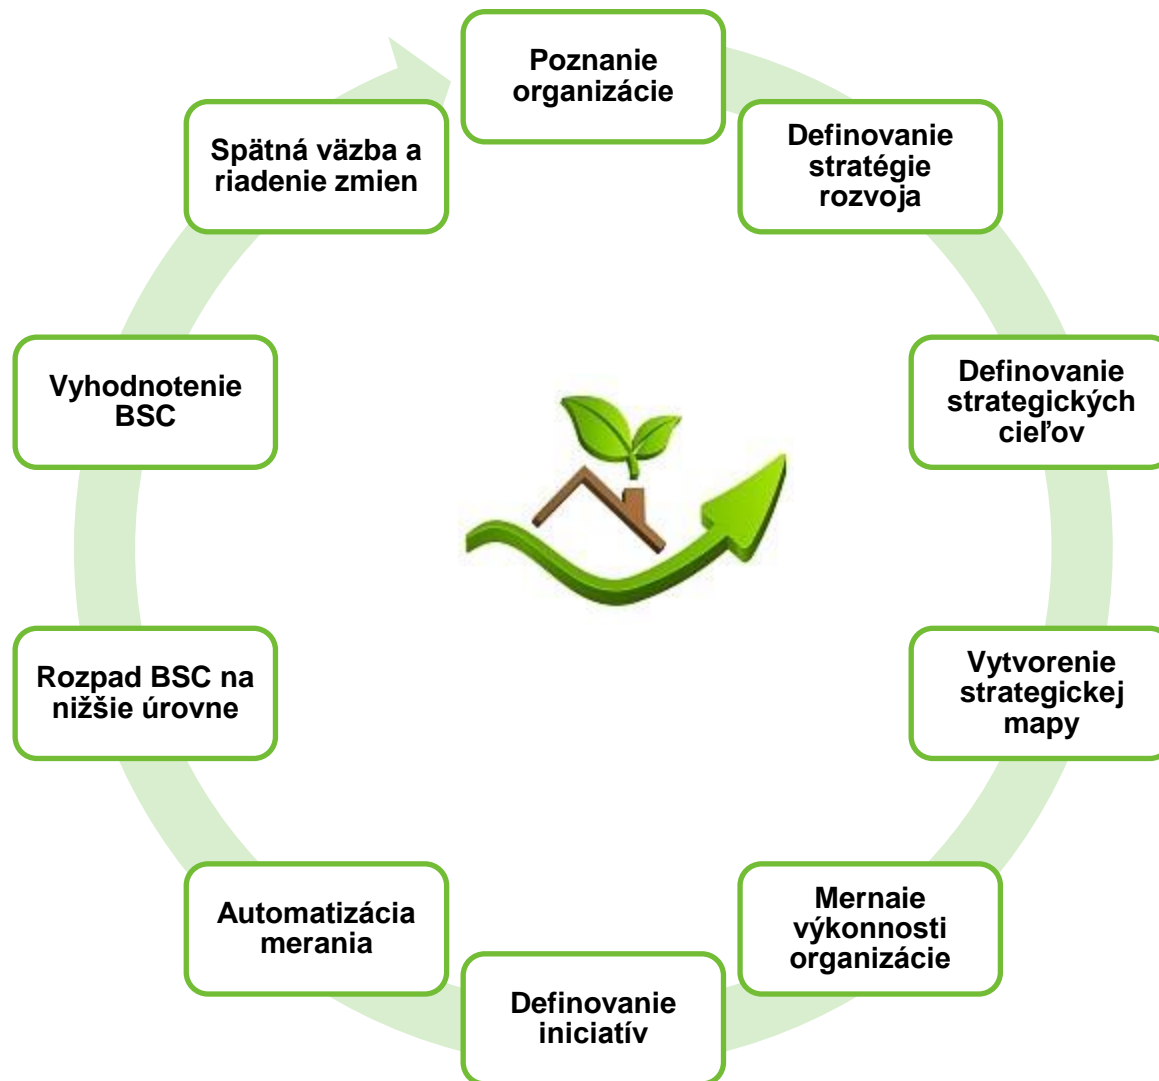 Poznanie
organizácie
Definovanie
stratégie
rozvoja
Definovanie
strategických
cieľov
Vytvorenie
strategickej
mapy
Mernaie
výkonnosti
organizácie
Definovanie
iniciatív
Automatizácia
merania
Rozpad BSC na
nižšie úrovne
Vyhodnotenie
BSC
Spätná väzba a
riadenie zmien